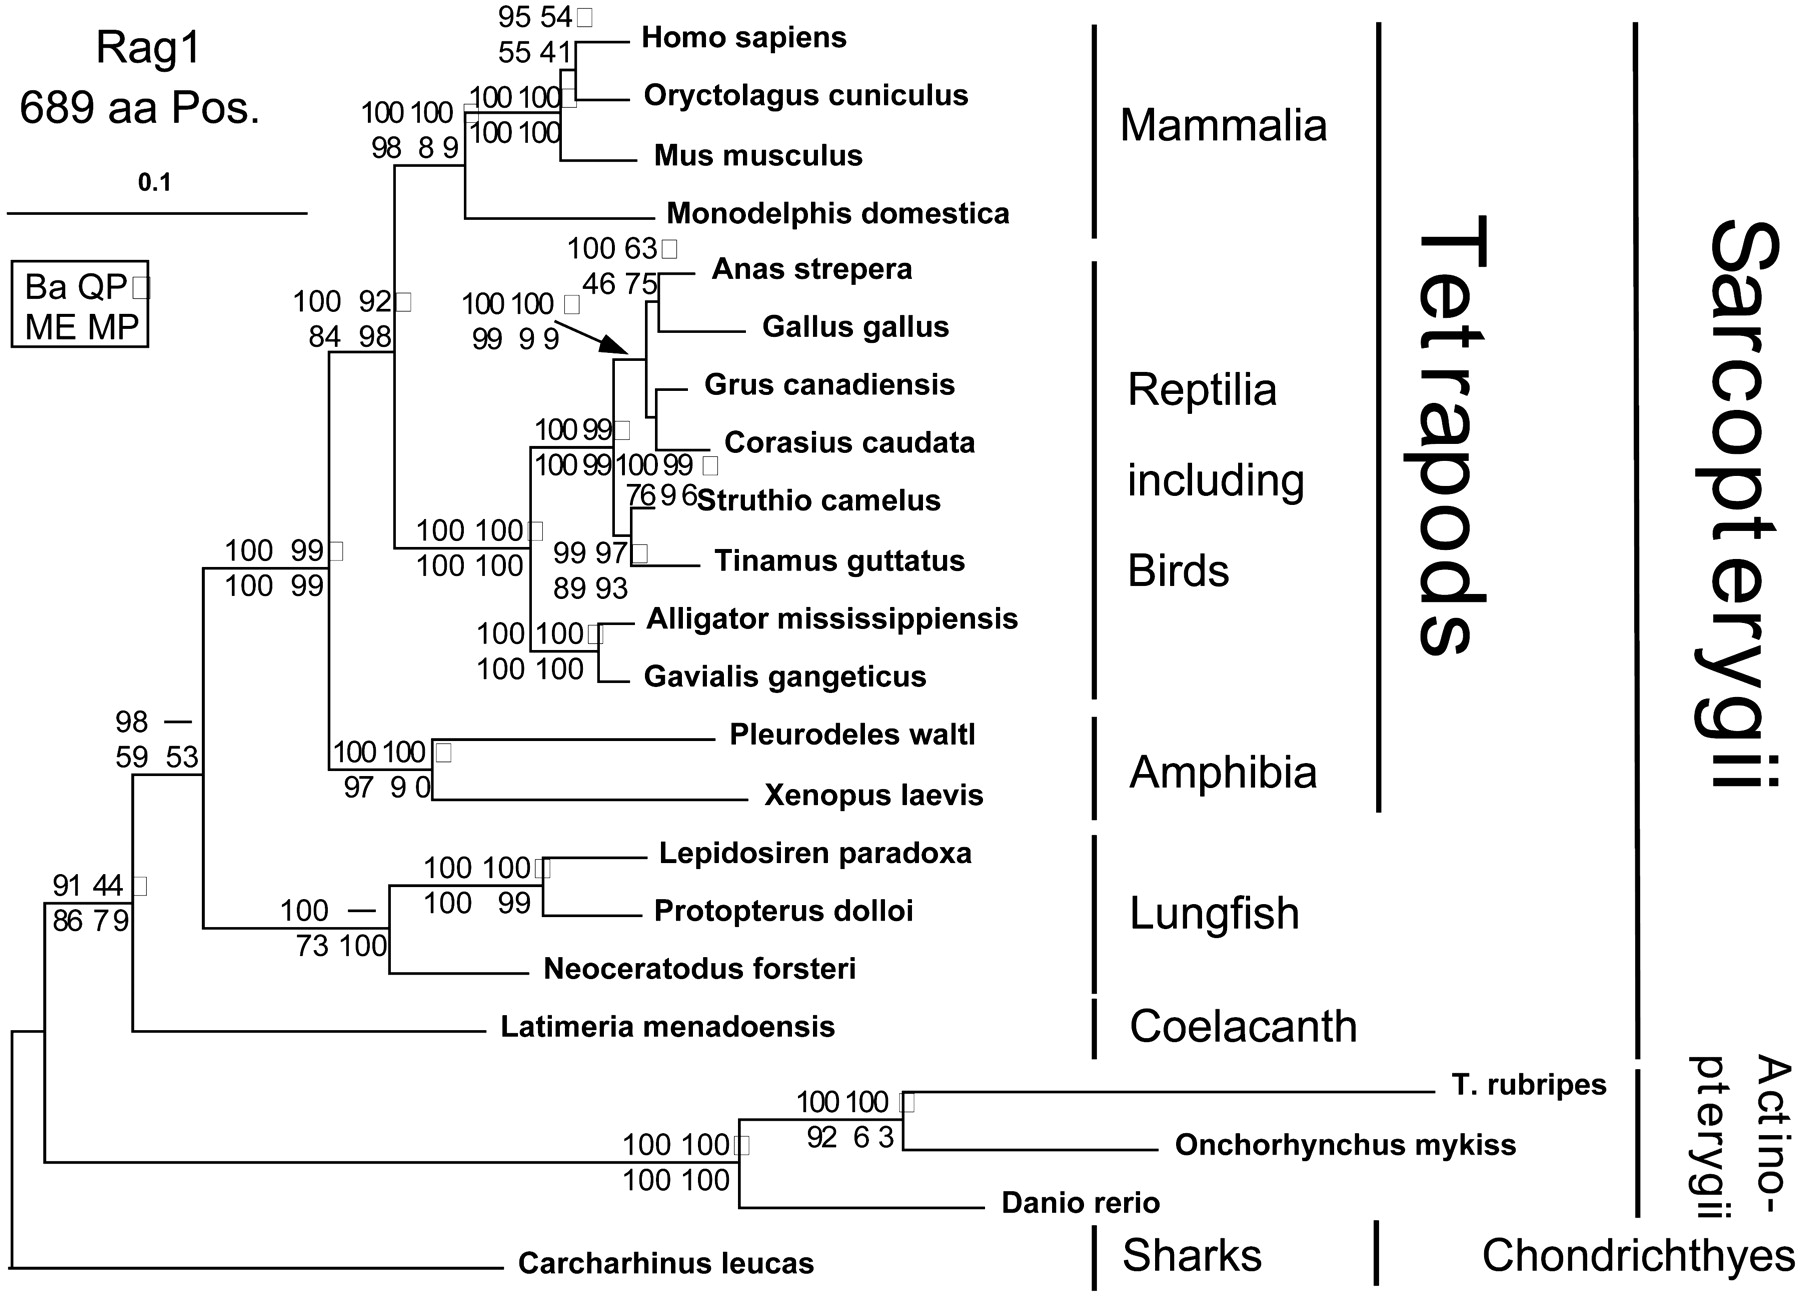 Rag1
689 aa Pos.
0.1
Ba QP
ME MP
95 54
55 41
Homo sapiens
Oryctolagus cuniculus
100 100
100 100
100 100
98 8 9
Mus musculus
Monodelphis domestica
Mammalia
100 63
46 75
Anas strepera
100 92
84 98
100 100
99 9 9
Gallus gallus
Grus canadiensis
100 99
100 99
Corasius caudata
100 99
76 9 6
Struthio camelus
100 100
100 100
99 97
89 93
Tinamus guttatus
100 99
100 99
Alligator mississippiensis
100 100
100 100
Gavialis gangeticus
Reptilia
including
Birds
98 —
59 53
Pleurodeles waltl
100 100
97 9 0
Xenopus laevis
Amphibia
Tetrapods
Lepidosiren paradoxa
100 100
100 99
91 44
86 79
100 —
73 100
Protopterus dolloi
Neoceratodus forsteri
Lungfish
Latimeria menadoensis
Coelacanth
Sarcopterygii
T. rubripes
100 100
92 6 3
Onchorhynchus mykiss
100 100
100 100
Danio rerio
Actino-
pterygii
Carcharhinus leucas
Sharks
Chondrichthyes